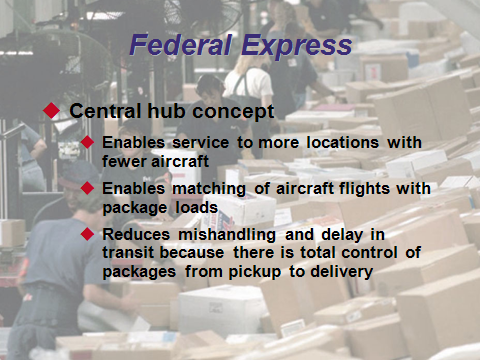 Federal Express
Central hub concept
Enables service to more locations with
fewer aircraft
Enables matching of aircraft flights with
package loads
Reduces mishandling and delay in
transit because there is total control of
packages from pickup to delivery